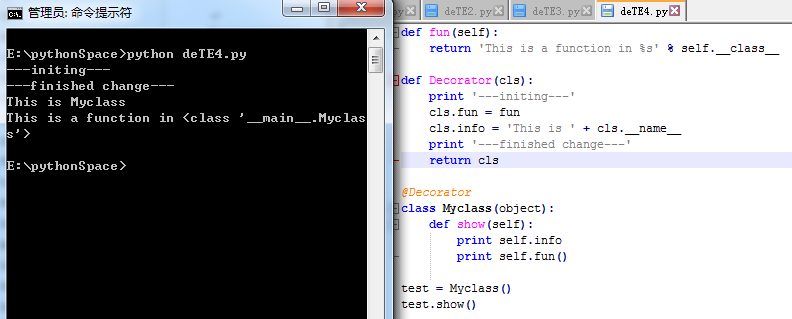 管理员: 命令提示符
E:\pythonSpace>python deTE4.py
---initing---
---finished change---
This is Myclass
This is a function in <class '__main__.Myclas
s'>
E:\pythonSpace>
.py
deTE2.py
deTE3.py
deTE4.py
def fun(self):
    return 'This is a function in %s' % self.__class__
def Decorator(cls):
    print '---initing---'
    cls.fun = fun
    cls.info = 'This is ' + cls.__name__
    print '---finished change---'
    return cls
@Decorator
class Myclass(object):
    def show(self):
        print self.info
        print self.fun()
test = Myclass()
test.show()